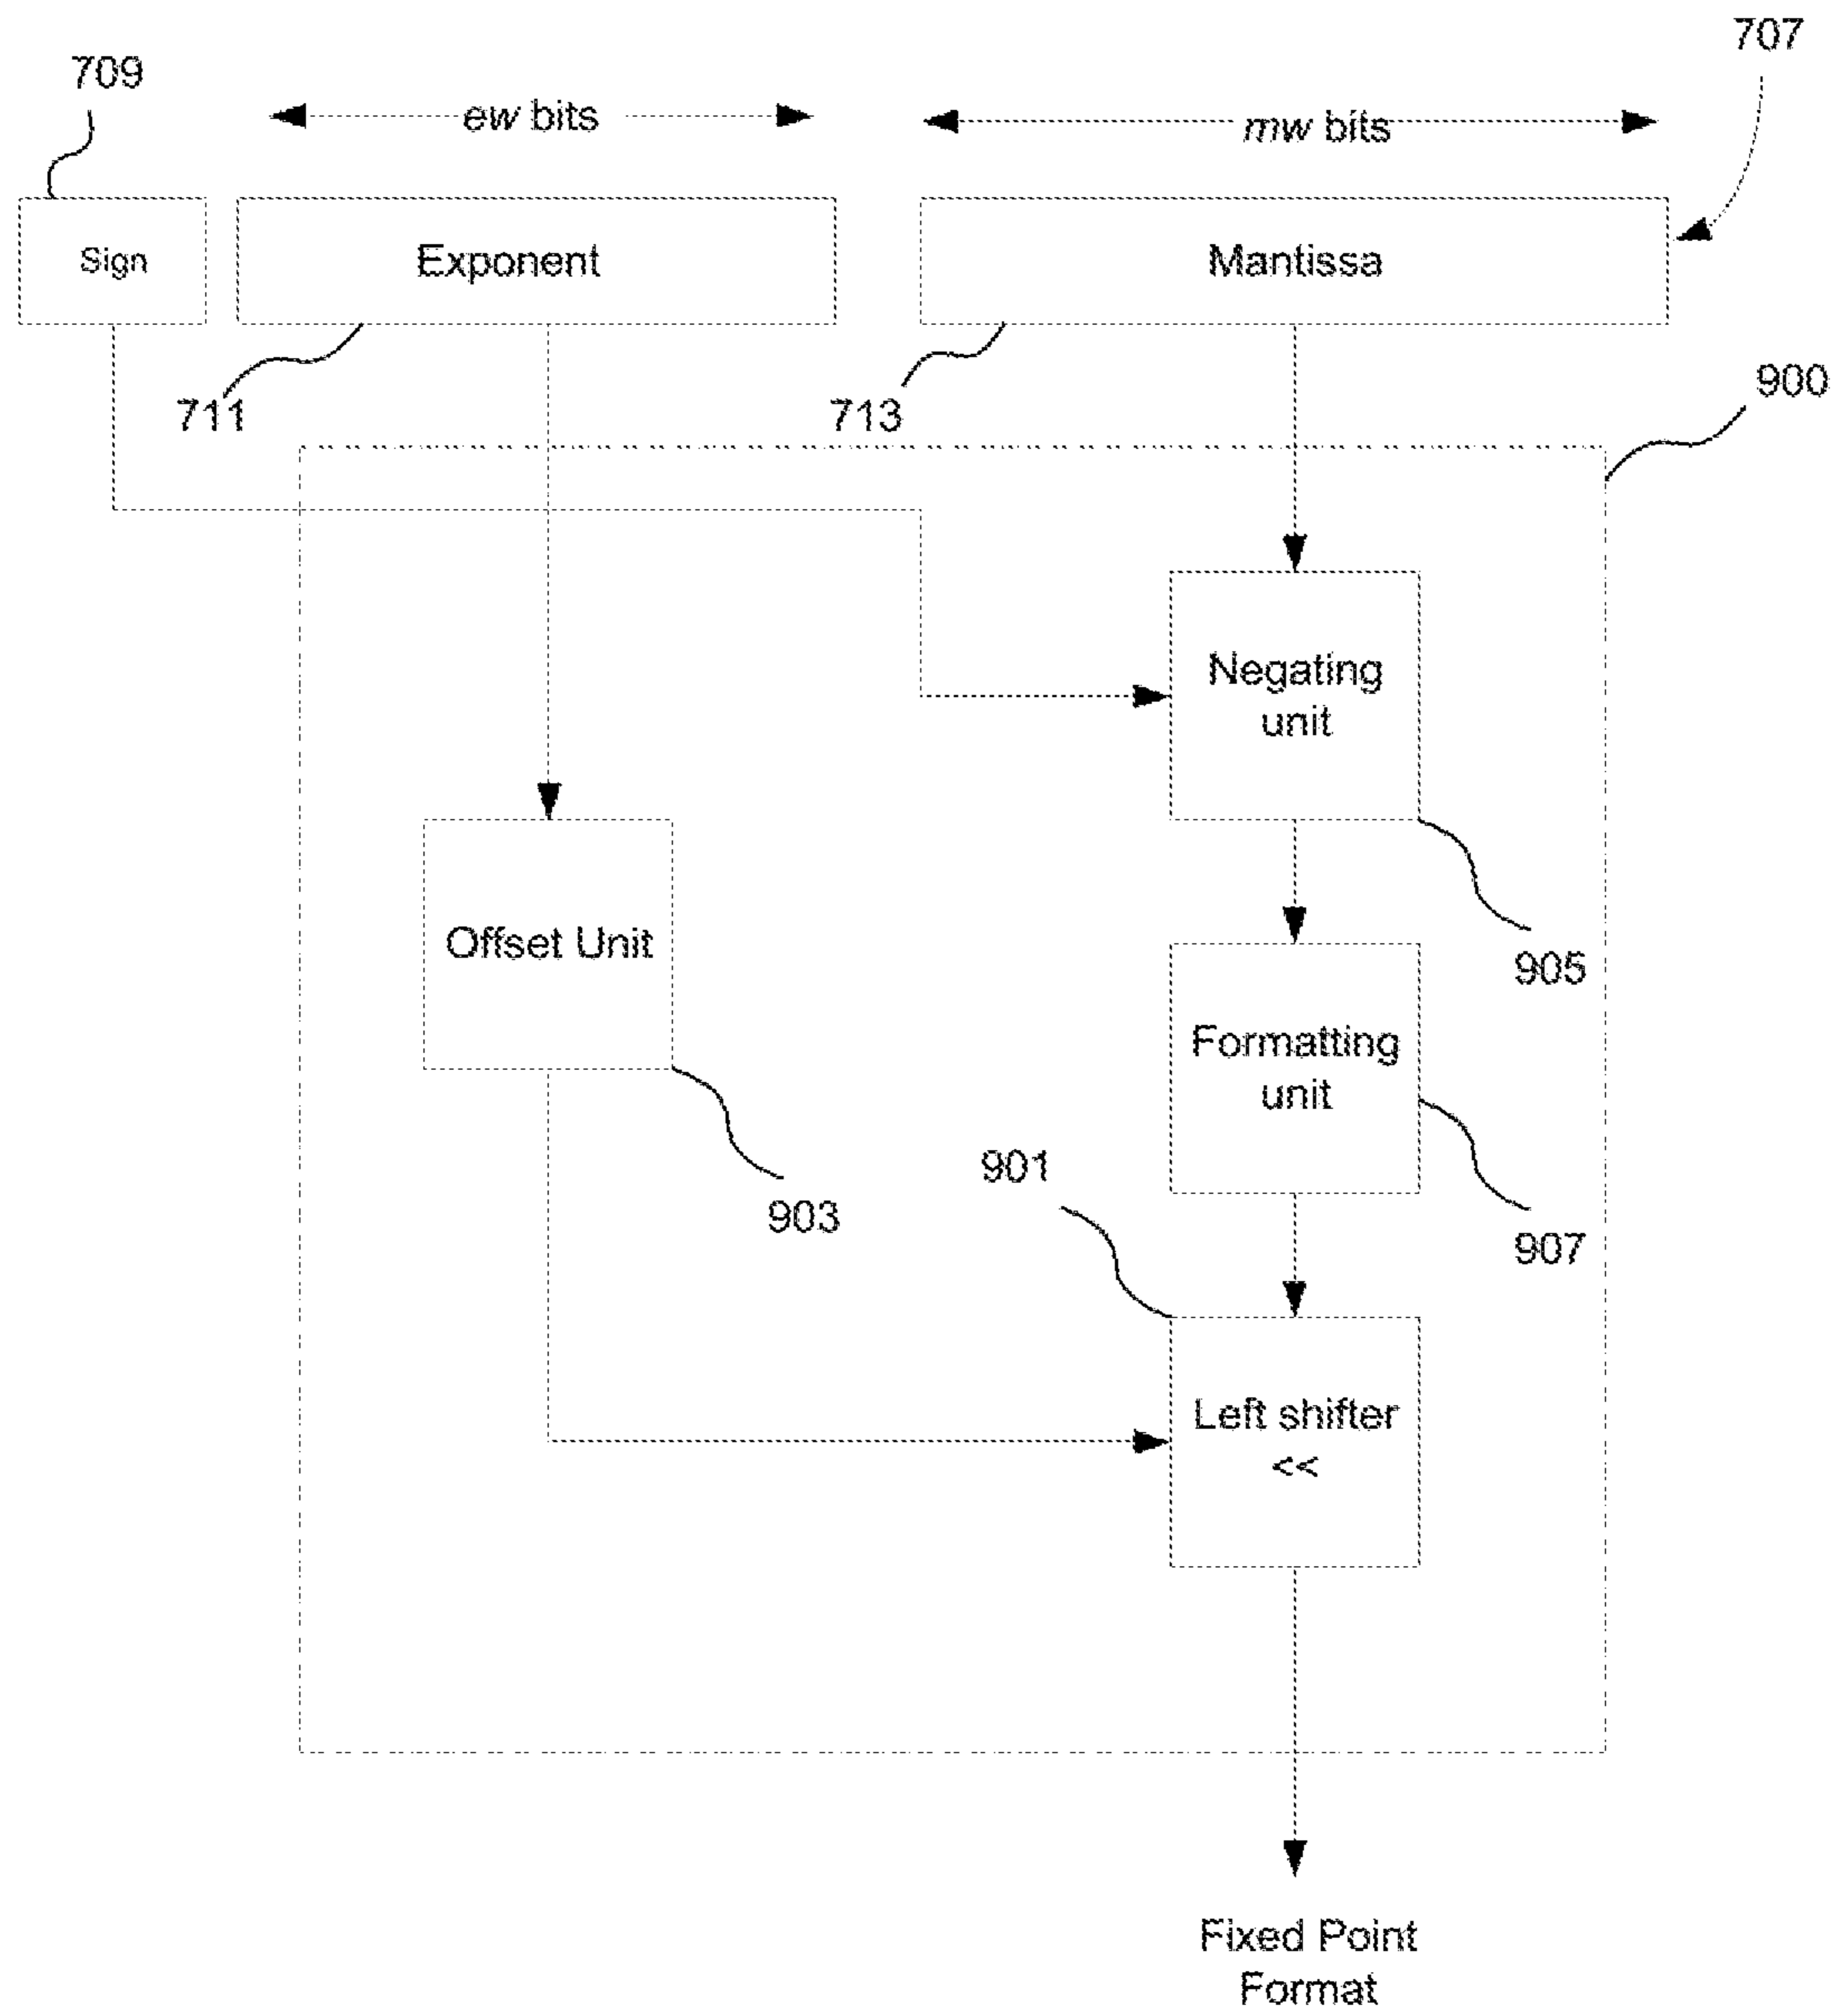 707
709
ew bits
mw bits
Sign
Exponent
Mantissa
711
713
900
Negating
unit
Offset Unit
905
Formatting
unit
901
903
907
Left shifter
<<
Fixed Point
Format